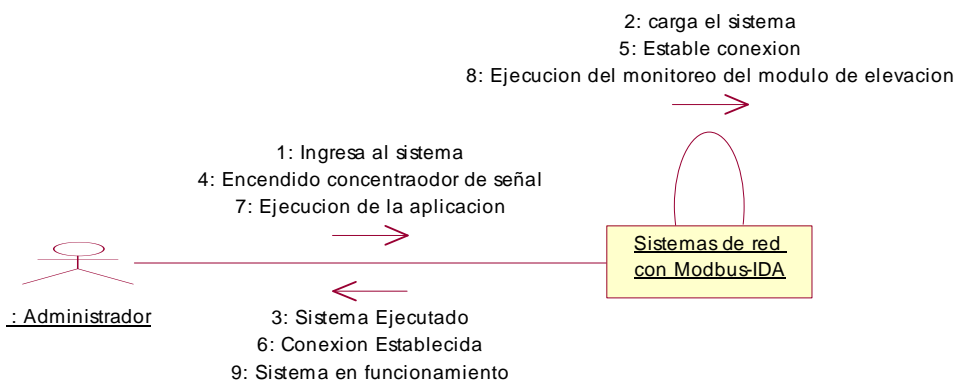 2: carga el sistema
5: Estable conexion
8: Ejecucion del monitoreo del modulo de elevacion
1: Ingresa al sistema
4: Encendido concentraodor de señal
7: Ejecucion de la aplicacion
Sistemas de red
con Modbus-IDA
: Administrador
3: Sistema Ejecutado
6: Conexion Establecida
9: Sistema en funcionamiento